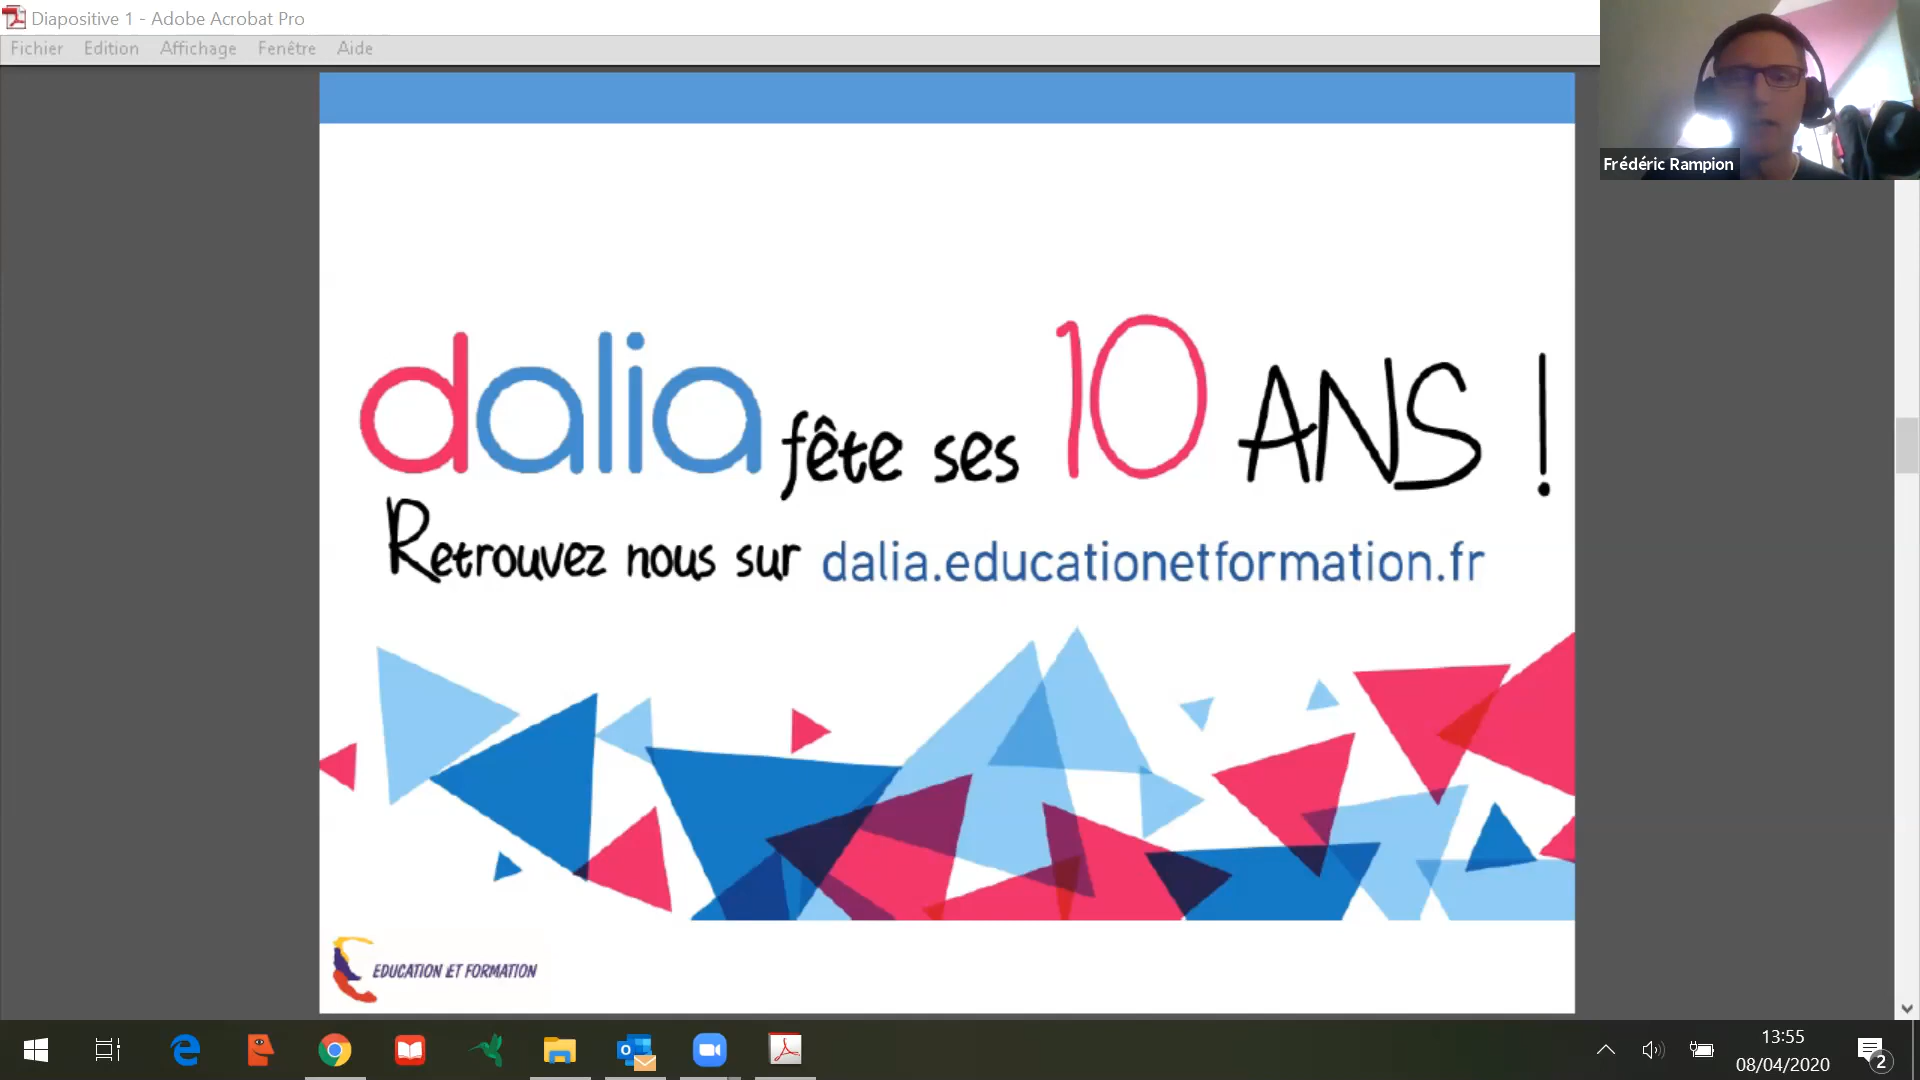 Diapositive 1 - Adobe Acrobat Pro
Fichier Edition Affichage Fenêtre Aide
Frédéric Rampion
dalia fête ses 10 ANS !
Retrouvez nous sur dalia.educationetformation.fr
EDUCATION ET FORMATION
13:55
08/04/2020
2